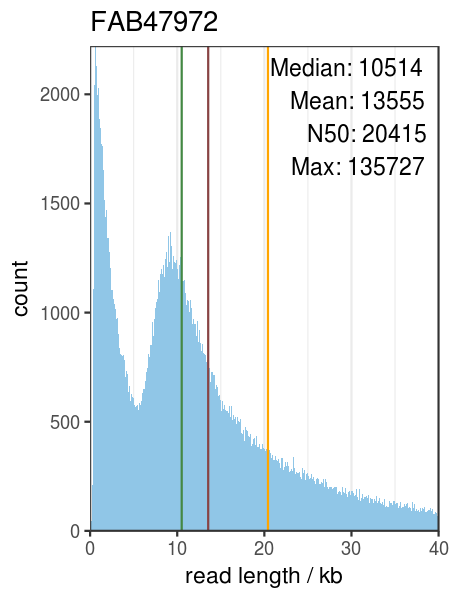 FAB47972
Median: 10514
Mean: 13555
N50: 20415
Max: 135727
2000
1500
1000
500
0
count
0 10 20 30 40
read length / kb